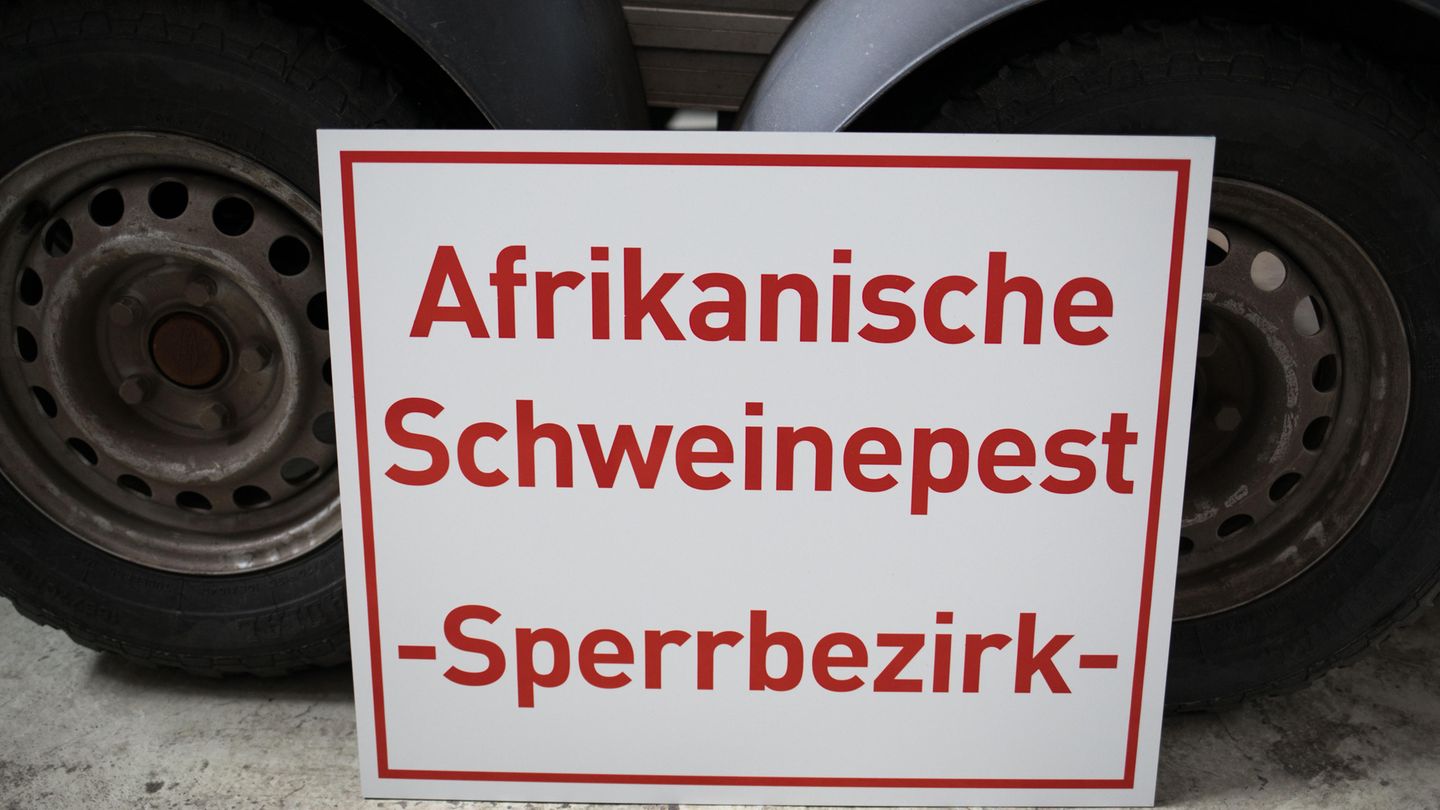 Afrikanische
Schweinepest
-Sperrbezirk-